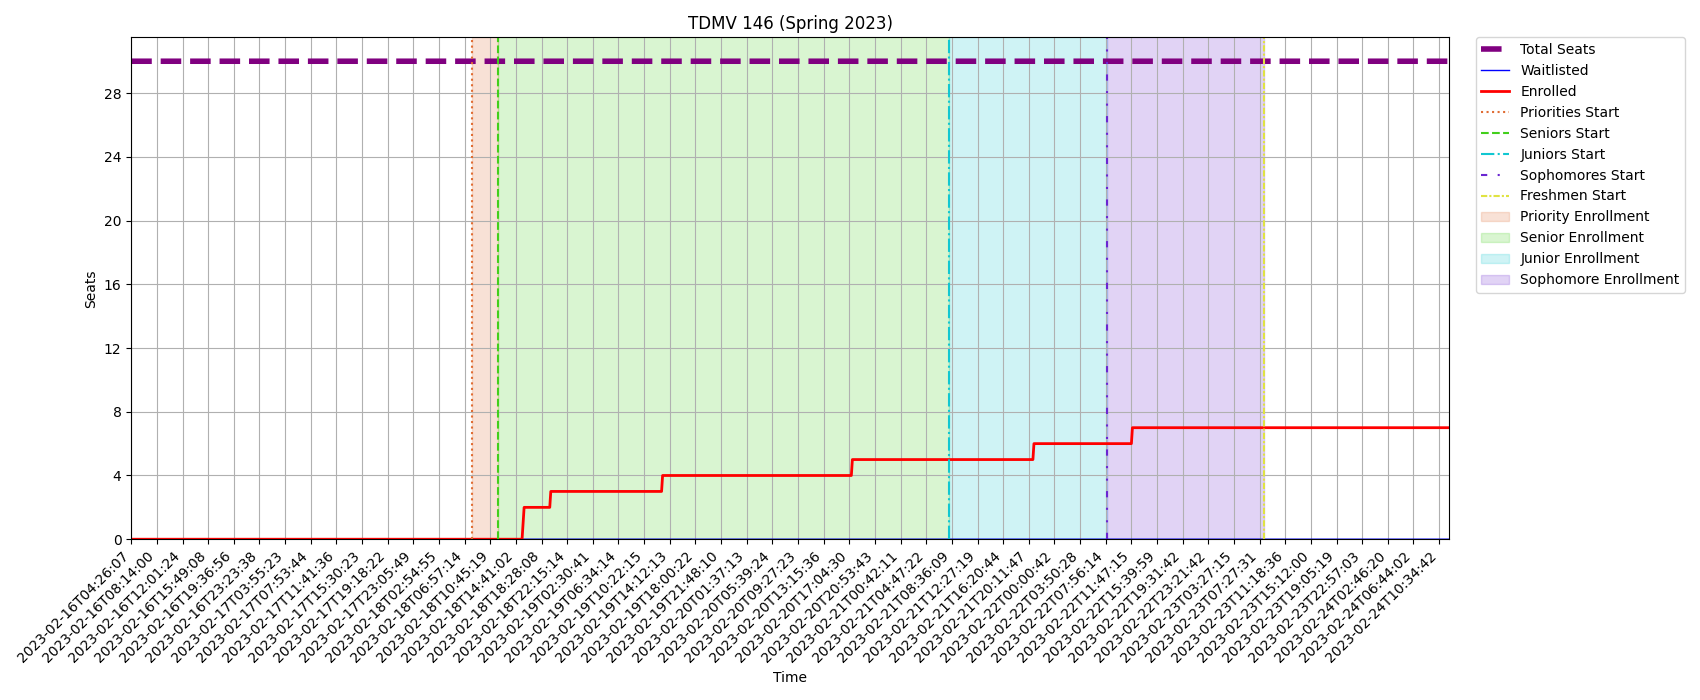 TDMV 146 (Spring 2023)
Total Seats
Waitlisted
Enrolled
Priorities Start
Seniors Start
Juniors Start
Sophomores Start
Freshmen Start
Priority Enrollment
Senior Enrollment
Junior Enrollment
Sophomore Enrollment
Seats
28
24
20
16
12
8
4
0
2023-02-16T04:26:07
2023-02-16T08:14:00
2023-02-16T12:01:24
2023-02-16T15:49:08
2023-02-16T19:36:56
2023-02-16T23:23:38
2023-02-17T03:55:23
2023-02-17T07:53:44
2023-02-17T11:41:36
2023-02-17T15:30:23
2023-02-17T19:18:22
2023-02-17T23:05:49
2023-02-18T02:54:55
2023-02-18T06:57:14
2023-02-18T10:45:19
2023-02-18T14:41:02
2023-02-18T18:28:08
2023-02-18T22:15:14
2023-02-19T02:30:41
2023-02-19T06:34:14
2023-02-19T10:22:15
2023-02-19T14:12:13
2023-02-19T18:00:22
2023-02-19T21:48:10
2023-02-20T01:37:13
2023-02-20T05:39:24
2023-02-20T09:27:23
2023-02-20T13:15:36
2023-02-20T17:04:30
2023-02-20T20:53:43
2023-02-21T00:42:11
2023-02-21T04:47:22
2023-02-21T08:36:09
2023-02-21T12:27:19
2023-02-21T16:20:44
2023-02-21T20:11:47
2023-02-22T00:00:42
2023-02-22T03:50:28
2023-02-22T07:56:14
2023-02-22T11:47:15
2023-02-22T15:39:59
2023-02-22T19:31:42
2023-02-22T23:21:42
2023-02-23T03:27:15
2023-02-23T07:27:31
2023-02-23T11:18:36
2023-02-23T15:12:00
2023-02-23T19:05:19
2023-02-23T22:57:03
2023-02-24T02:46:20
2023-02-24T06:44:02
2023-02-24T10:34:42
Time